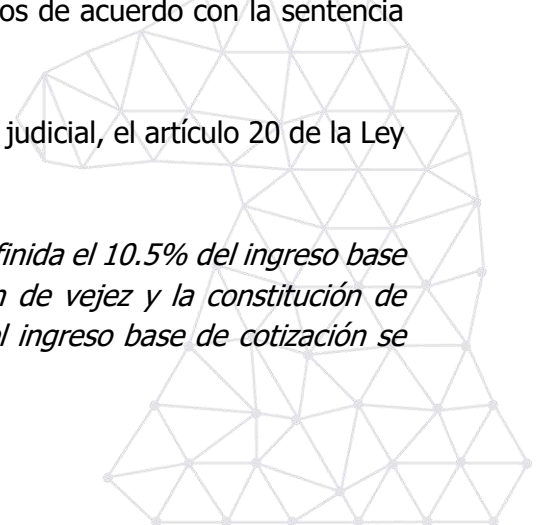 os de acuerdo con la sentencia
judicial, el artículo 20 de la Ley
finida el 10.5% del ingreso base
n de vejez y la constitución de
l ingreso base de cotización se